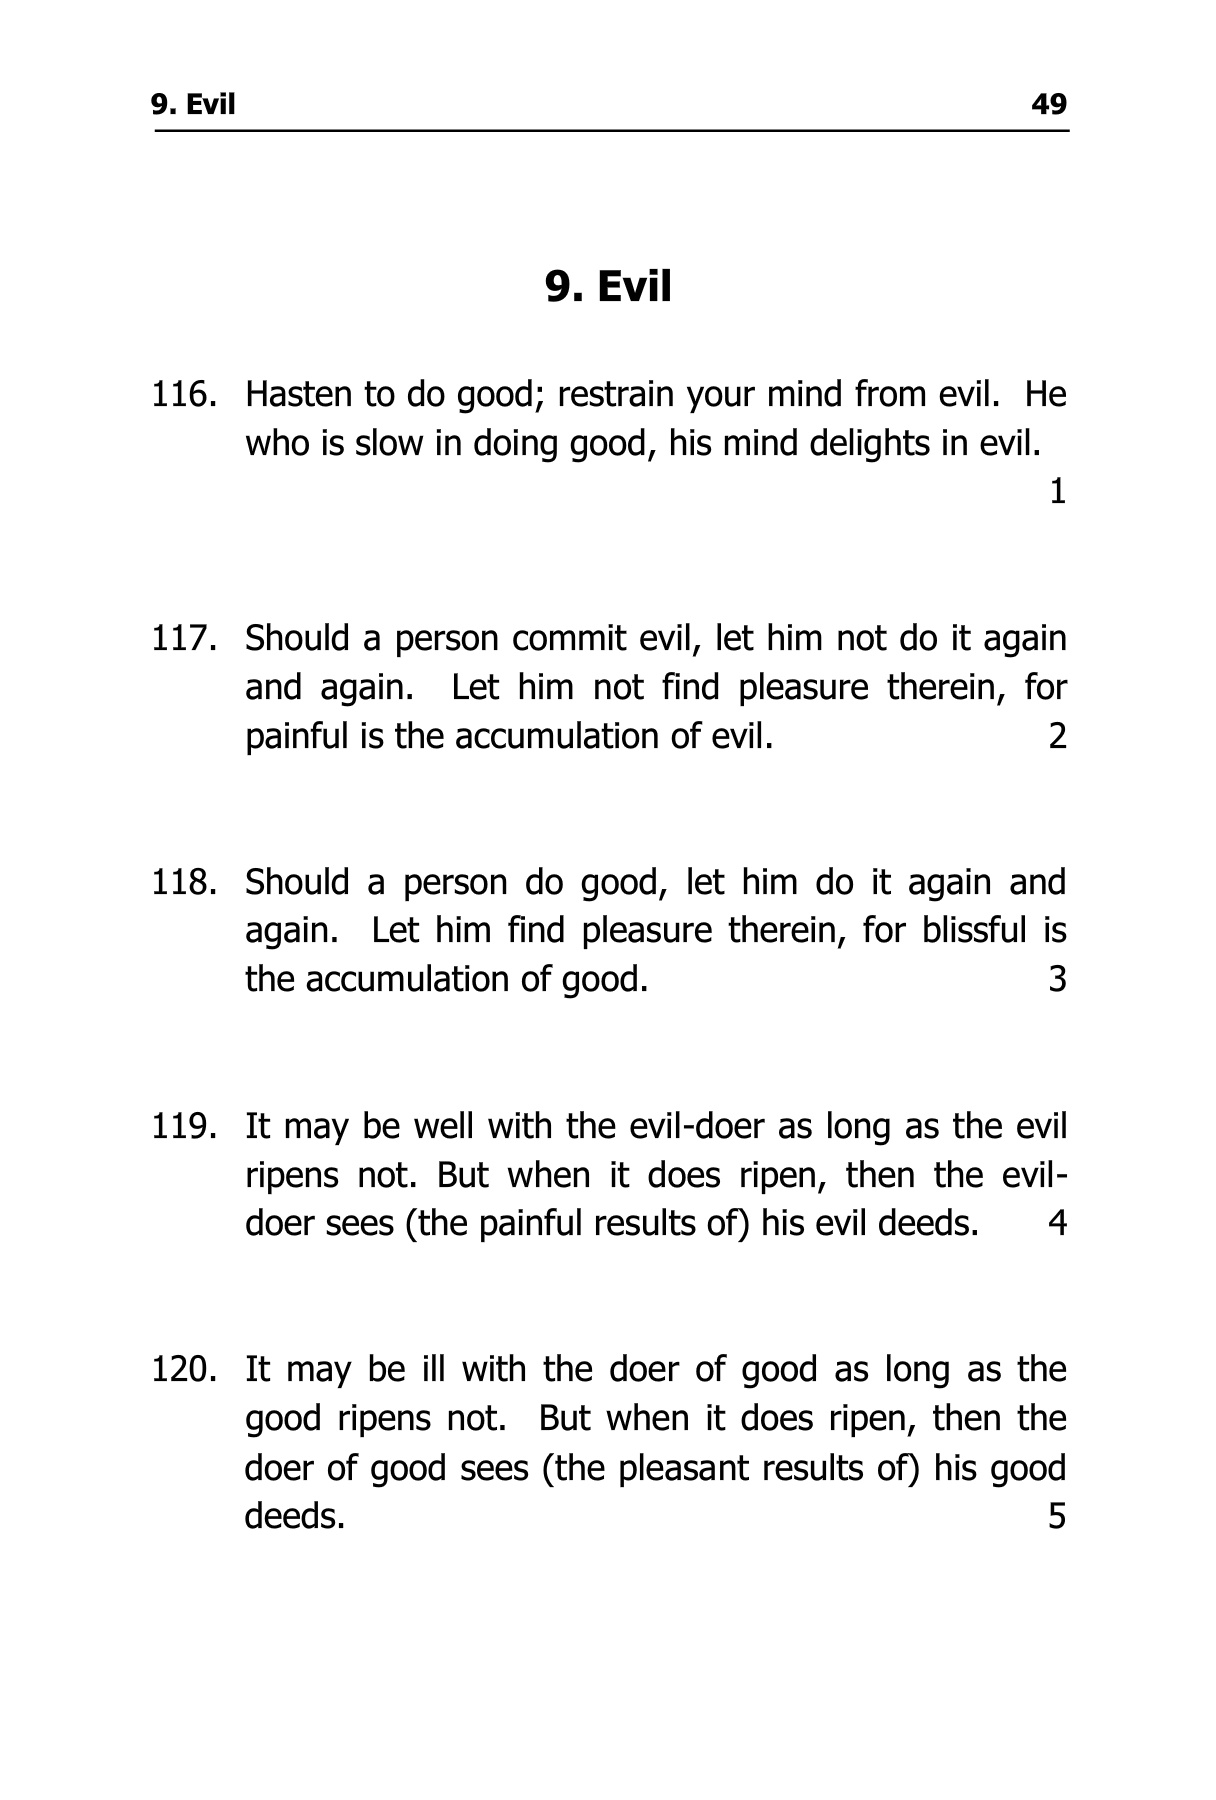 9. Evil 49
9. Evil
116. Hasten to do good; restrain your mind from evil. He
who is slow in doing good, his mind delights in evil.
1
117. Should a person commit evil, let him not do it again
and again. Let him not find pleasure therein, for
painful is the accumulation of evil. 2
118. Should a person do good, let him do it again and
again. Let him find pleasure therein, for blissful is
the accumulation of good. 3
119. It may be well with the evil-doer as long as the evil
ripens not. But when it does ripen, then the evil-
doer sees (the painful results of) his evil deeds. 4
120. It may be ill with the doer of good as long as the
good ripens not. But when it does ripen, then the
doer of good sees (the pleasant results of) his good
deeds. 5